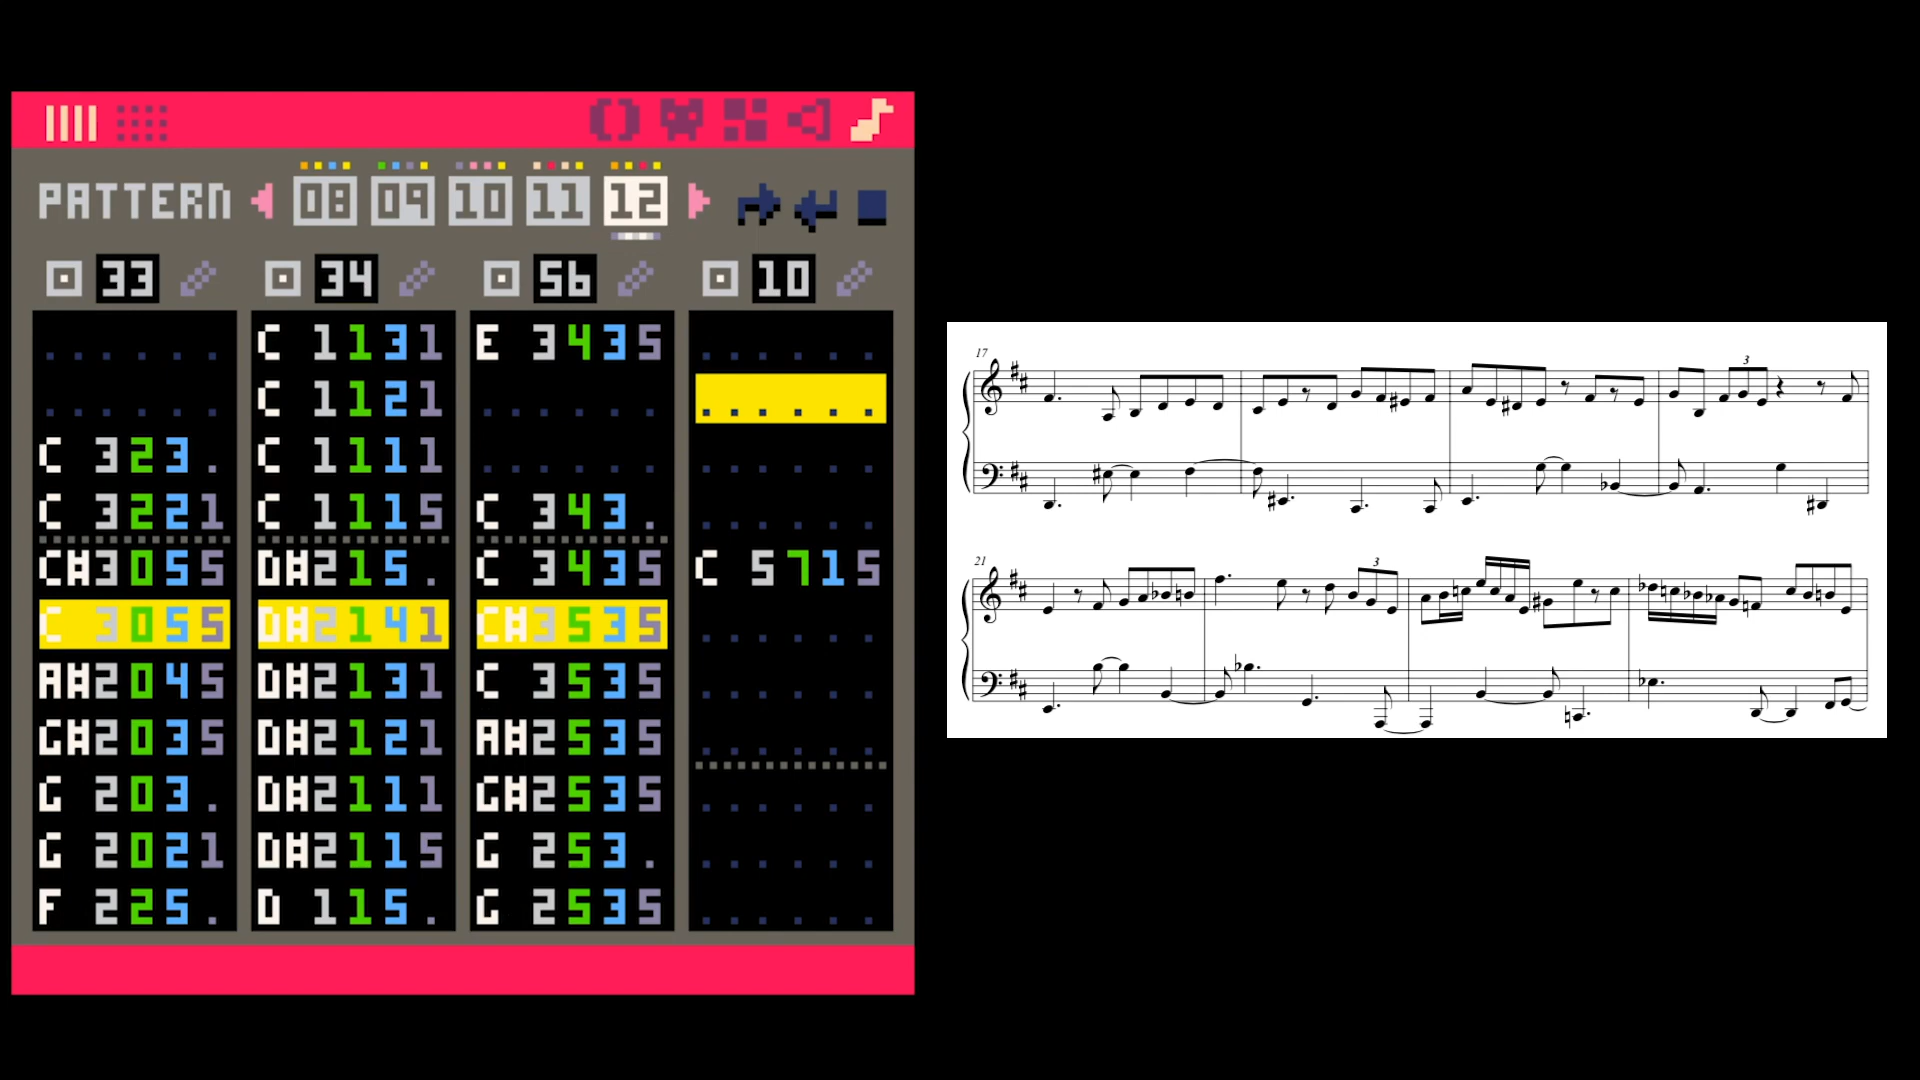 PATTERN 08 09 10 11 12
33 34 56 10
. . . . . . C 1131 E 3435 . . . . . .
. . . . . . C 1121 . . . . . . . . . . . .
C 323. C 1111 . . . . . . . . . . . .
C 3221 C 1115 C 343. . . . . . .
C#3055 D#215. C 3435 C 5715
C 3055 D#2141 C#3535 . . . . . .
A#2045 D#2131 C 3535 . . . . . .
G#2035 D#2121 A#2535 . . . . . .
G 203. D#2111 G#2535 . . . . . .
G 2021 D#2115 G 253. . . . . . .
F 225. D 115. G 2535 . . . . . .
17
3
21
3